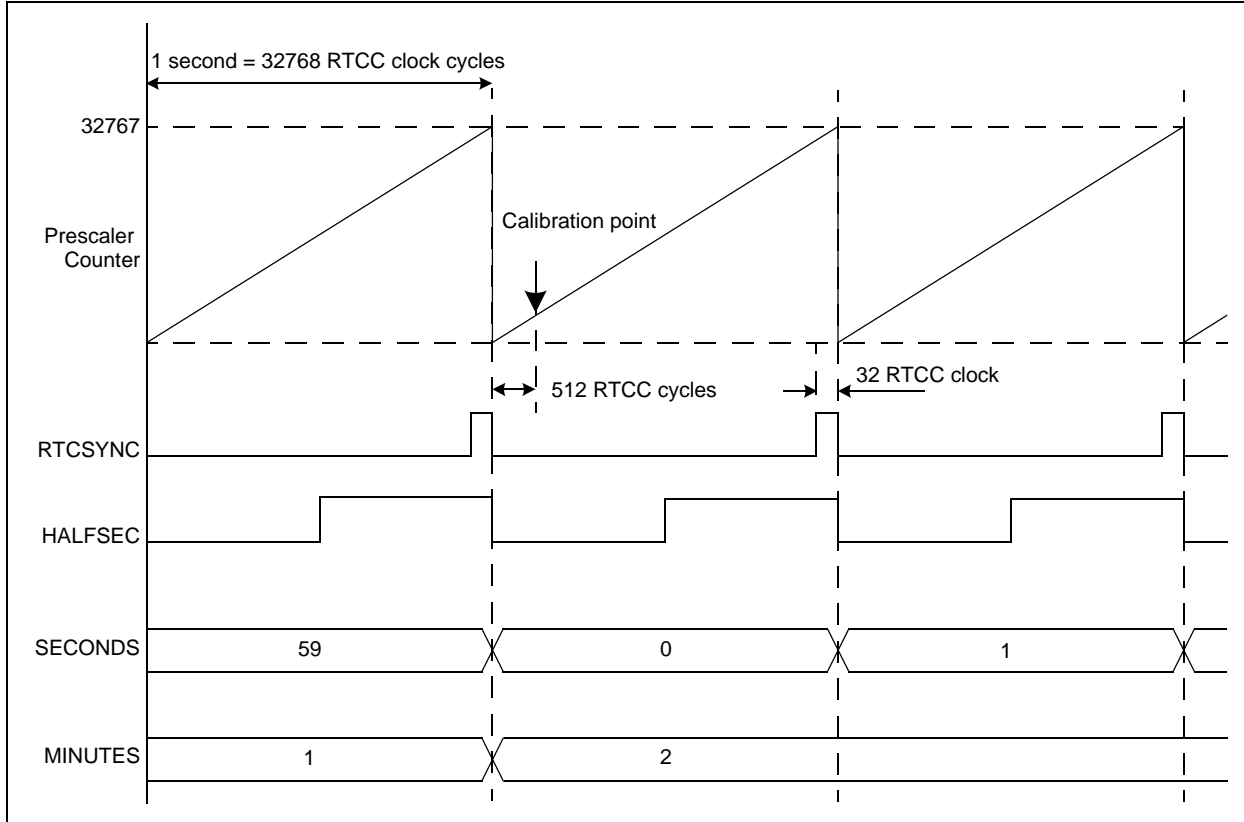 1 second = 32768 RTCC clock cycles
32767
Prescaler
Counter
Calibration point
512 RTCC cycles
32 RTCC clock
RTCSYNC
HALFSEC
SECONDS
59
0
1
MINUTES
1
2